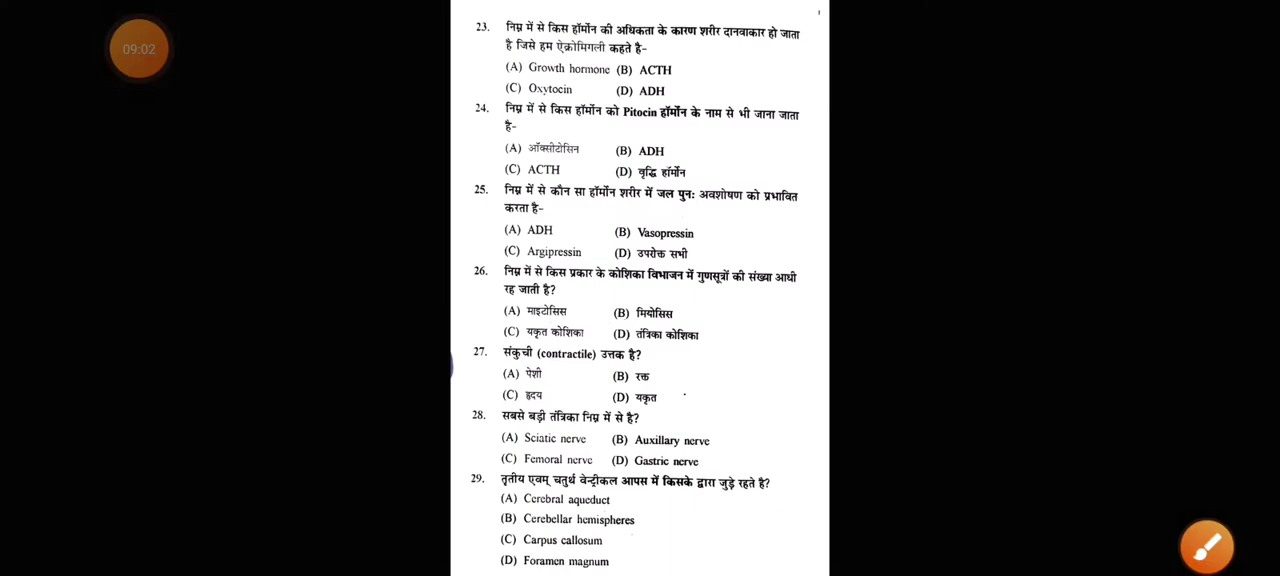 09:02
23. निम्न में से किस हॉर्मोन की अधिकता के कारण शरीर दानवाकार हो जाता
है जिसे हम ऐक्रोमिगली कहते है-
(A) Growth hormone (B) ACTH
(C) Oxytocin (D) ADH
24. निम्न में से किस हॉर्मोन को Pitocin हॉर्मोन के नाम से भी जाना जाता
है-
(A) ऑक्सीटोसिन (B) ADH
(C) ACTH (D) वृद्धि हॉर्मोन
25. निम्न में से कौन सा हॉर्मोन शरीर में जल पुनः अवशोषण को प्रभावित
करता है-
(A) ADH (B) Vasopressin
(C) Argipressin (D) उपरोक्त सभी
26. निम्न में से किस प्रकार के कोशिका विभाजन में गुणसूत्रों की संख्या आधी
रह जाती है?
(A) माइटोसिस (B) मियोसिस
(C) यकृत कोशिका (D) तंत्रिका कोशिका
27. संकुची (contractile) उत्तक है?
(A) पेशी (B) रक्त
(C) हृदय (D) यकृत
28. सबसे बड़ी तंत्रिका निम्न में से है?
(A) Sciatic nerve (B) Auxillary nerve
(C) Femoral nerve (D) Gastric nerve
29. तृतीय एवम् चतुर्थ वेन्ट्रीकल आपस में किसके द्वारा जुड़े रहते है?
(A) Cerebral aqueduct
(B) Cerebellar hemispheres
(C) Carpus callosum
(D) Foramen magnum